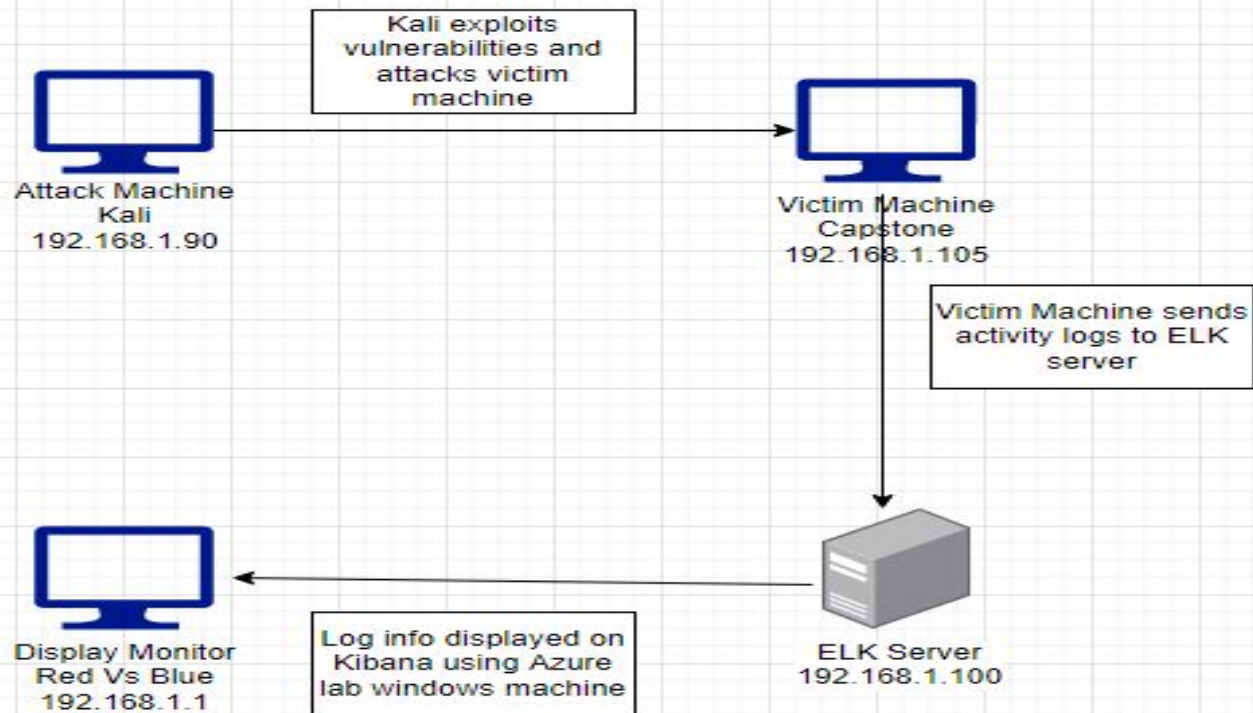 Kali exploits
vulnerabilities and
attacks victim
machine
Attack Machine
Kali
192.168.1.90
Victim Machine
Capstone
192.168.1.105
Victim Machine sends
activity logs to ELK
server
Display Monitor
Red Vs Blue
192.168.1.1
Log info displayed on
Kibana using Azure
lab windows machine
ELK Server
192.168.1.100